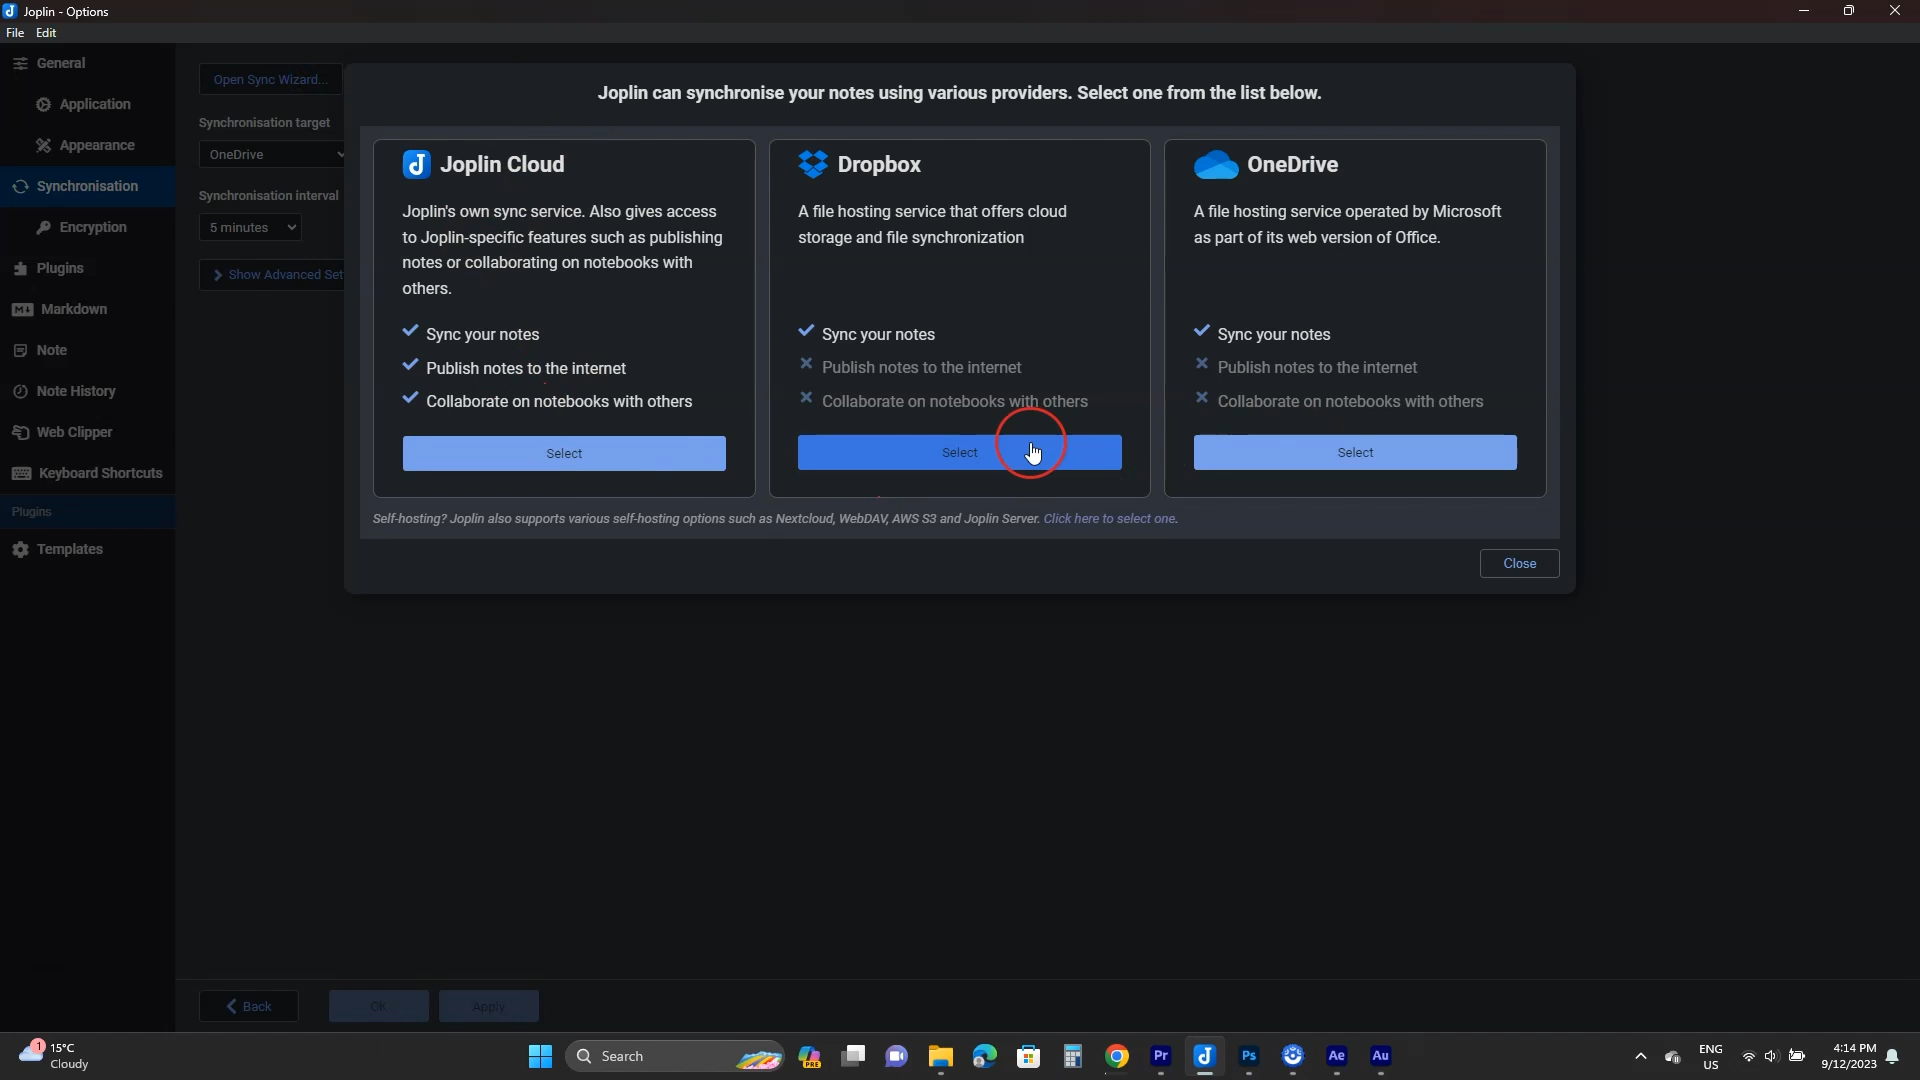 Joplin - Options
File Edit
General
Application
Appearance
Synchronisation
Encryption
Plugins
Markdown
Note
Note History
Web Clipper
Keyboard Shortcuts
Plugins
Templates
Open Sync Wizard...
Synchronisation target
OneDrive
Synchronisation interval
5 minutes
Show Advanced Set
Joplin can synchronise your notes using various providers. Select one from the list below.
Joplin Cloud
Joplin's own sync service. Also gives access
to Joplin-specific features such as publishing
notes or collaborating on notebooks with
others.
Sync your notes
Publish notes to the internet
Collaborate on notebooks with others
Select
Dropbox
A file hosting service that offers cloud
storage and file synchronization
Sync your notes
Publish notes to the internet
Collaborate on notebooks with others
Select
OneDrive
A file hosting service operated by Microsoft
as part of its web version of Office.
Sync your notes
Publish notes to the internet
Collaborate on notebooks with others
Select
Self-hosting? Joplin also supports various self-hosting options such as Nextcloud, WebDAV, AWS S3 and Joplin Server. Click here to select one.
Close
Back
OK
Apply
1
15°C
Cloudy
Search
PRE
Pr
Ps
Ae
Au
ENG
US
4:14 PM
9/12/2023